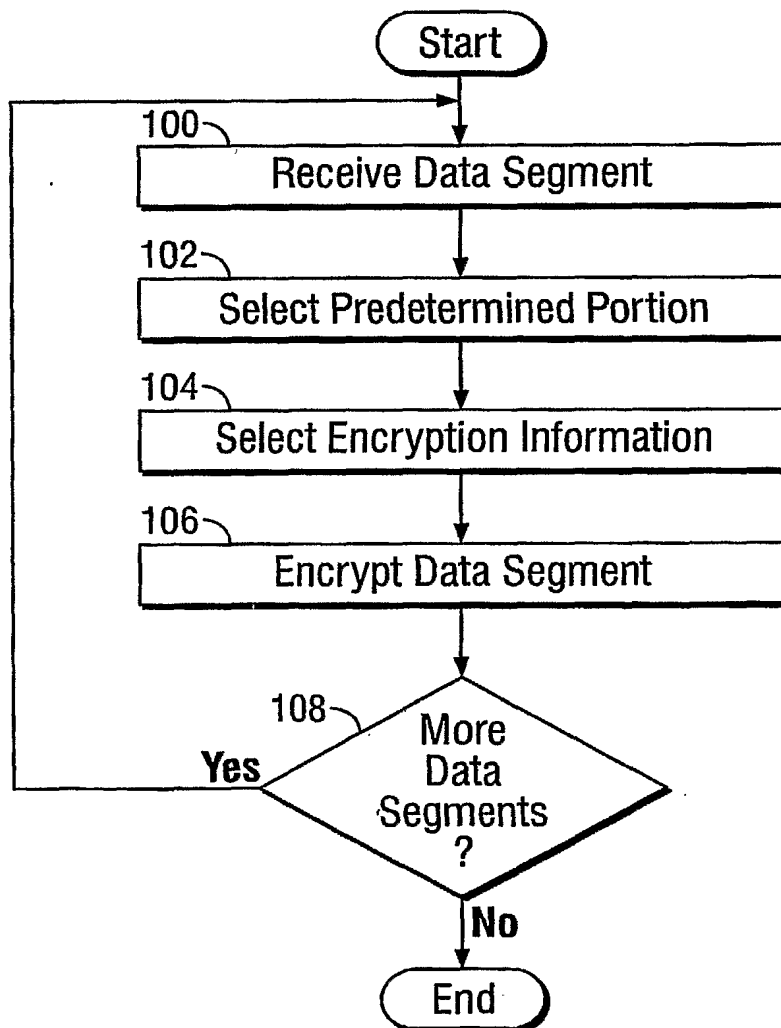 Start
100
Receive Data Segment
102
Select Predetermined Portion
104
Select Encryption Information
106
Encrypt Data Segment
108
More
Data
Segments
?
Yes
No
End